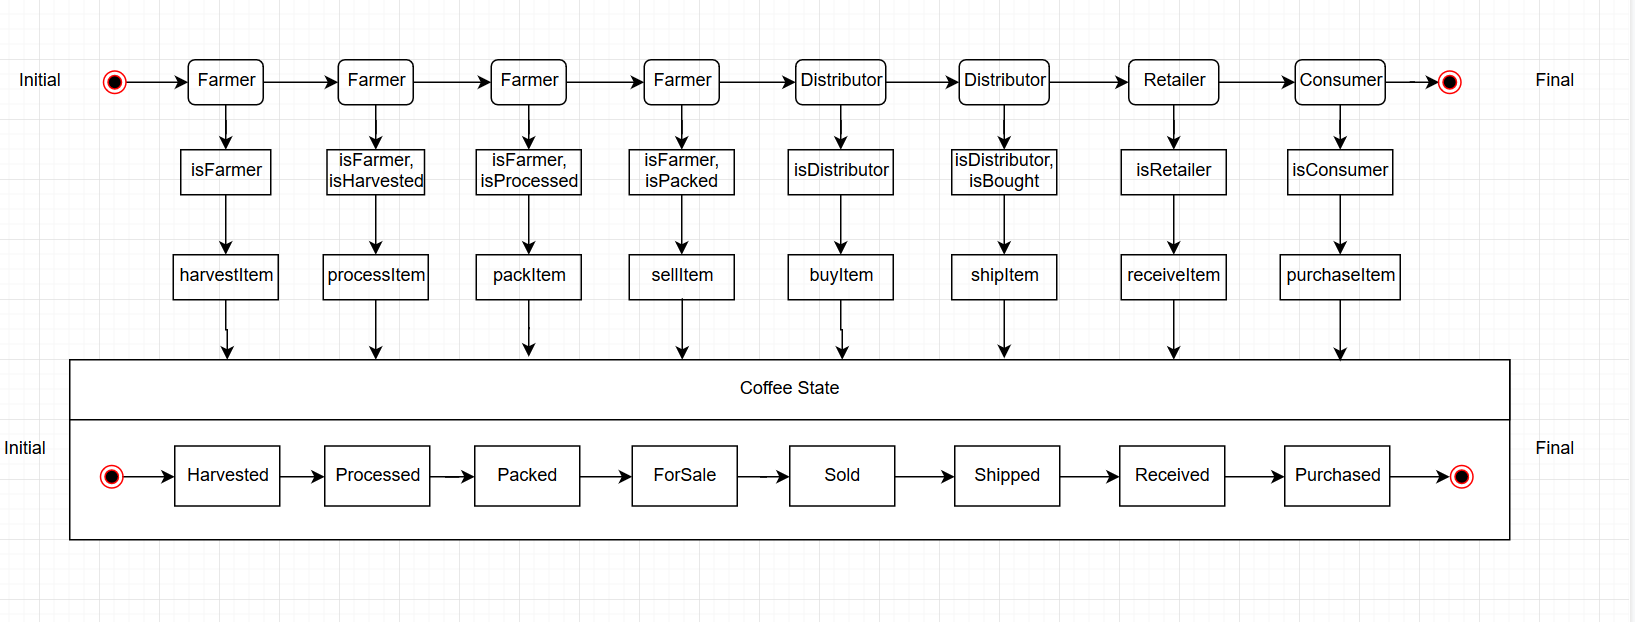 Initial
Farmer
Farmer
Farmer
Farmer
Distributor
Distributor
Retailer
Consumer
Final
isFarmer
isFarmer,
isHarvested
isFarmer,
isProcessed
isFarmer,
isPacked
isDistributor
isDistributor,
isBought
isRetailer
isConsumer
harvestItem
processItem
packItem
sellItem
buyItem
shipItem
receiveItem
purchaseItem
Coffee State
Initial
Harvested
Processed
Packed
ForSale
Sold
Shipped
Received
Purchased
Final